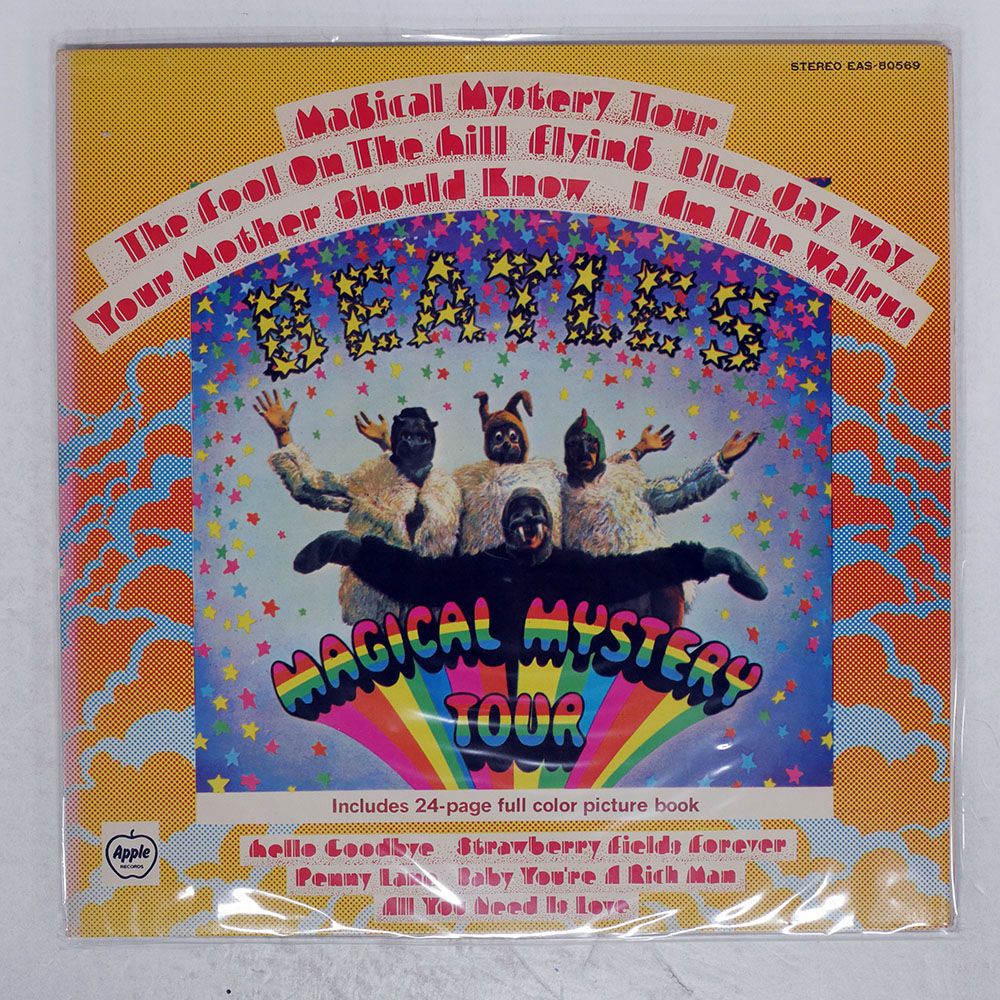 STEREO EAS-80569
Magical Mystery Tour
The Fool On The Hill Flying Blue Jay Way
Your Mother Should Know I Am The Walrus
BEATLES
MAGICAL MYSTERY
TOUR
Includes 24-page full color picture book
Hello Goodbye Strawberry Fields Forever
Penny Lane Baby You're A Rich Man
All You Need Is Love
Apple
RECORDS